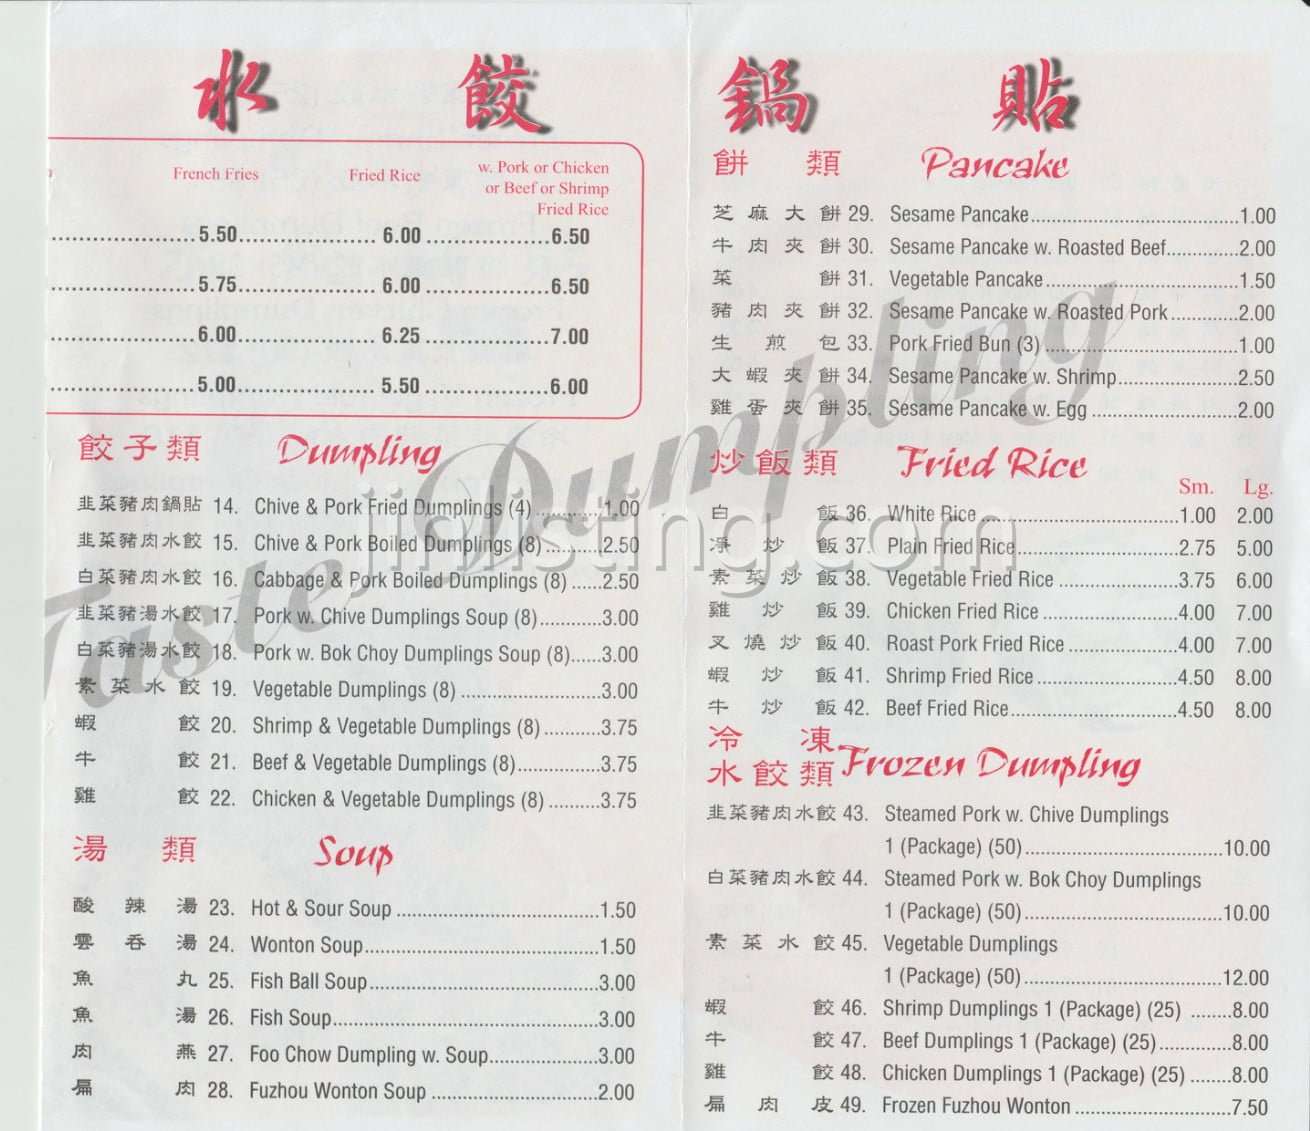 水 餃
French Fries Fried Rice w. Pork or Chicken
or Beef or Shrimp
Fried Rice
5.50 6.00 6.50
5.75 6.00 6.50
6.00 6.25 7.00
5.00 5.50 6.00
餃子類 Dumpling
韭菜豬肉鍋貼 14. Chive & Pork Fried Dumplings (4) 1.00
韭菜豬肉水餃 15. Chive & Pork Boiled Dumplings (8) 2.50
白菜豬肉水餃 16. Cabbage & Pork Boiled Dumplings (8) 2.50
韭菜豬湯水餃 17. Pork w. Chive Dumplings Soup (8) 3.00
白菜豬湯水餃 18. Pork w. Bok Choy Dumplings Soup (8) 3.00
素菜水餃 19. Vegetable Dumplings (8) 3.00
蝦餃 20. Shrimp & Vegetable Dumplings (8) 3.75
牛餃 21. Beef & Vegetable Dumplings (8) 3.75
雞餃 22. Chicken & Vegetable Dumplings (8) 3.75
湯類 Soup
酸辣湯 23. Hot & Sour Soup 1.50
雲吞湯 24. Wonton Soup 1.50
魚丸 25. Fish Ball Soup 3.00
魚湯 26. Fish Soup 3.00
肉燕 27. Foo Chow Dumpling w. Soup 3.00
扁肉 28. Fuzhou Wonton Soup 2.00
鍋 貼
餅類 Pancake
芝麻大餅 29. Sesame Pancake 1.00
牛肉夾餅 30. Sesame Pancake w. Roasted Beef 2.00
菜餅 31. Vegetable Pancake 1.50
豬肉夾餅 32. Sesame Pancake w. Roasted Pork 2.00
生煎包 33. Pork Fried Bun (3) 1.00
大蝦夾餅 34. Sesame Pancake w. Shrimp 2.50
雞蛋夾餅 35. Sesame Pancake w. Egg 2.00
炒飯類 Fried Rice
Sm. Lg.
白飯 36. White Rice 1.00 2.00
淨炒飯 37. Plain Fried Rice 2.75 5.00
素菜炒飯 38. Vegetable Fried Rice 3.75 6.00
雞炒飯 39. Chicken Fried Rice 4.00 7.00
叉燒炒飯 40. Roast Pork Fried Rice 4.00 7.00
蝦炒飯 41. Shrimp Fried Rice 4.50 8.00
牛炒飯 42. Beef Fried Rice 4.50 8.00
冷凍
水餃類 Frozen Dumpling
韭菜豬肉水餃 43. Steamed Pork w. Chive Dumplings
1 (Package) (50) 10.00
白菜豬肉水餃 44. Steamed Pork w. Bok Choy Dumplings
1 (Package) (50) 10.00
素菜水餃 45. Vegetable Dumplings
1 (Package) (50) 12.00
蝦餃 46. Shrimp Dumplings 1 (Package) (25) 8.00
牛餃 47. Beef Dumplings 1 (Package) (25) 8.00
雞餃 48. Chicken Dumplings 1 (Package) (25) 8.00
扁肉皮 49. Frozen Fuzhou Wonton 7.50
Taste Dumpling
jinlisting.com